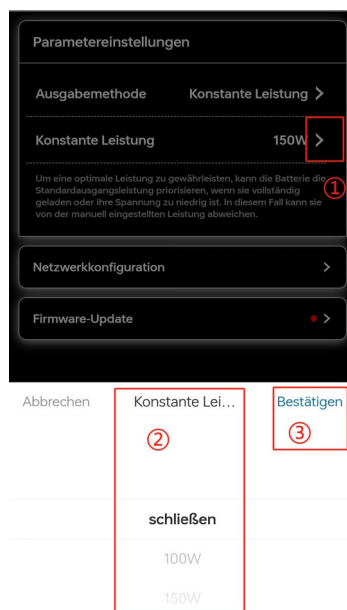 Parametereinstellungen
Ausgabemethode Konstante Leistung >
Konstante Leistung 150W >
Um eine optimale Leistung zu gewährleisten, kann die Batterie die
Standardausgangsleistung priorisieren, wenn sie vollständig
geladen oder ihre Spannung zu niedrig ist. In diesem Fall kann sie
von der manuell eingestellten Leistung abweichen.
①
Netzwerkkonfiguration >
Firmware-Update >
Abbrechen Konstante Lei... Bestätigen
② ③
schließen
100W
150W